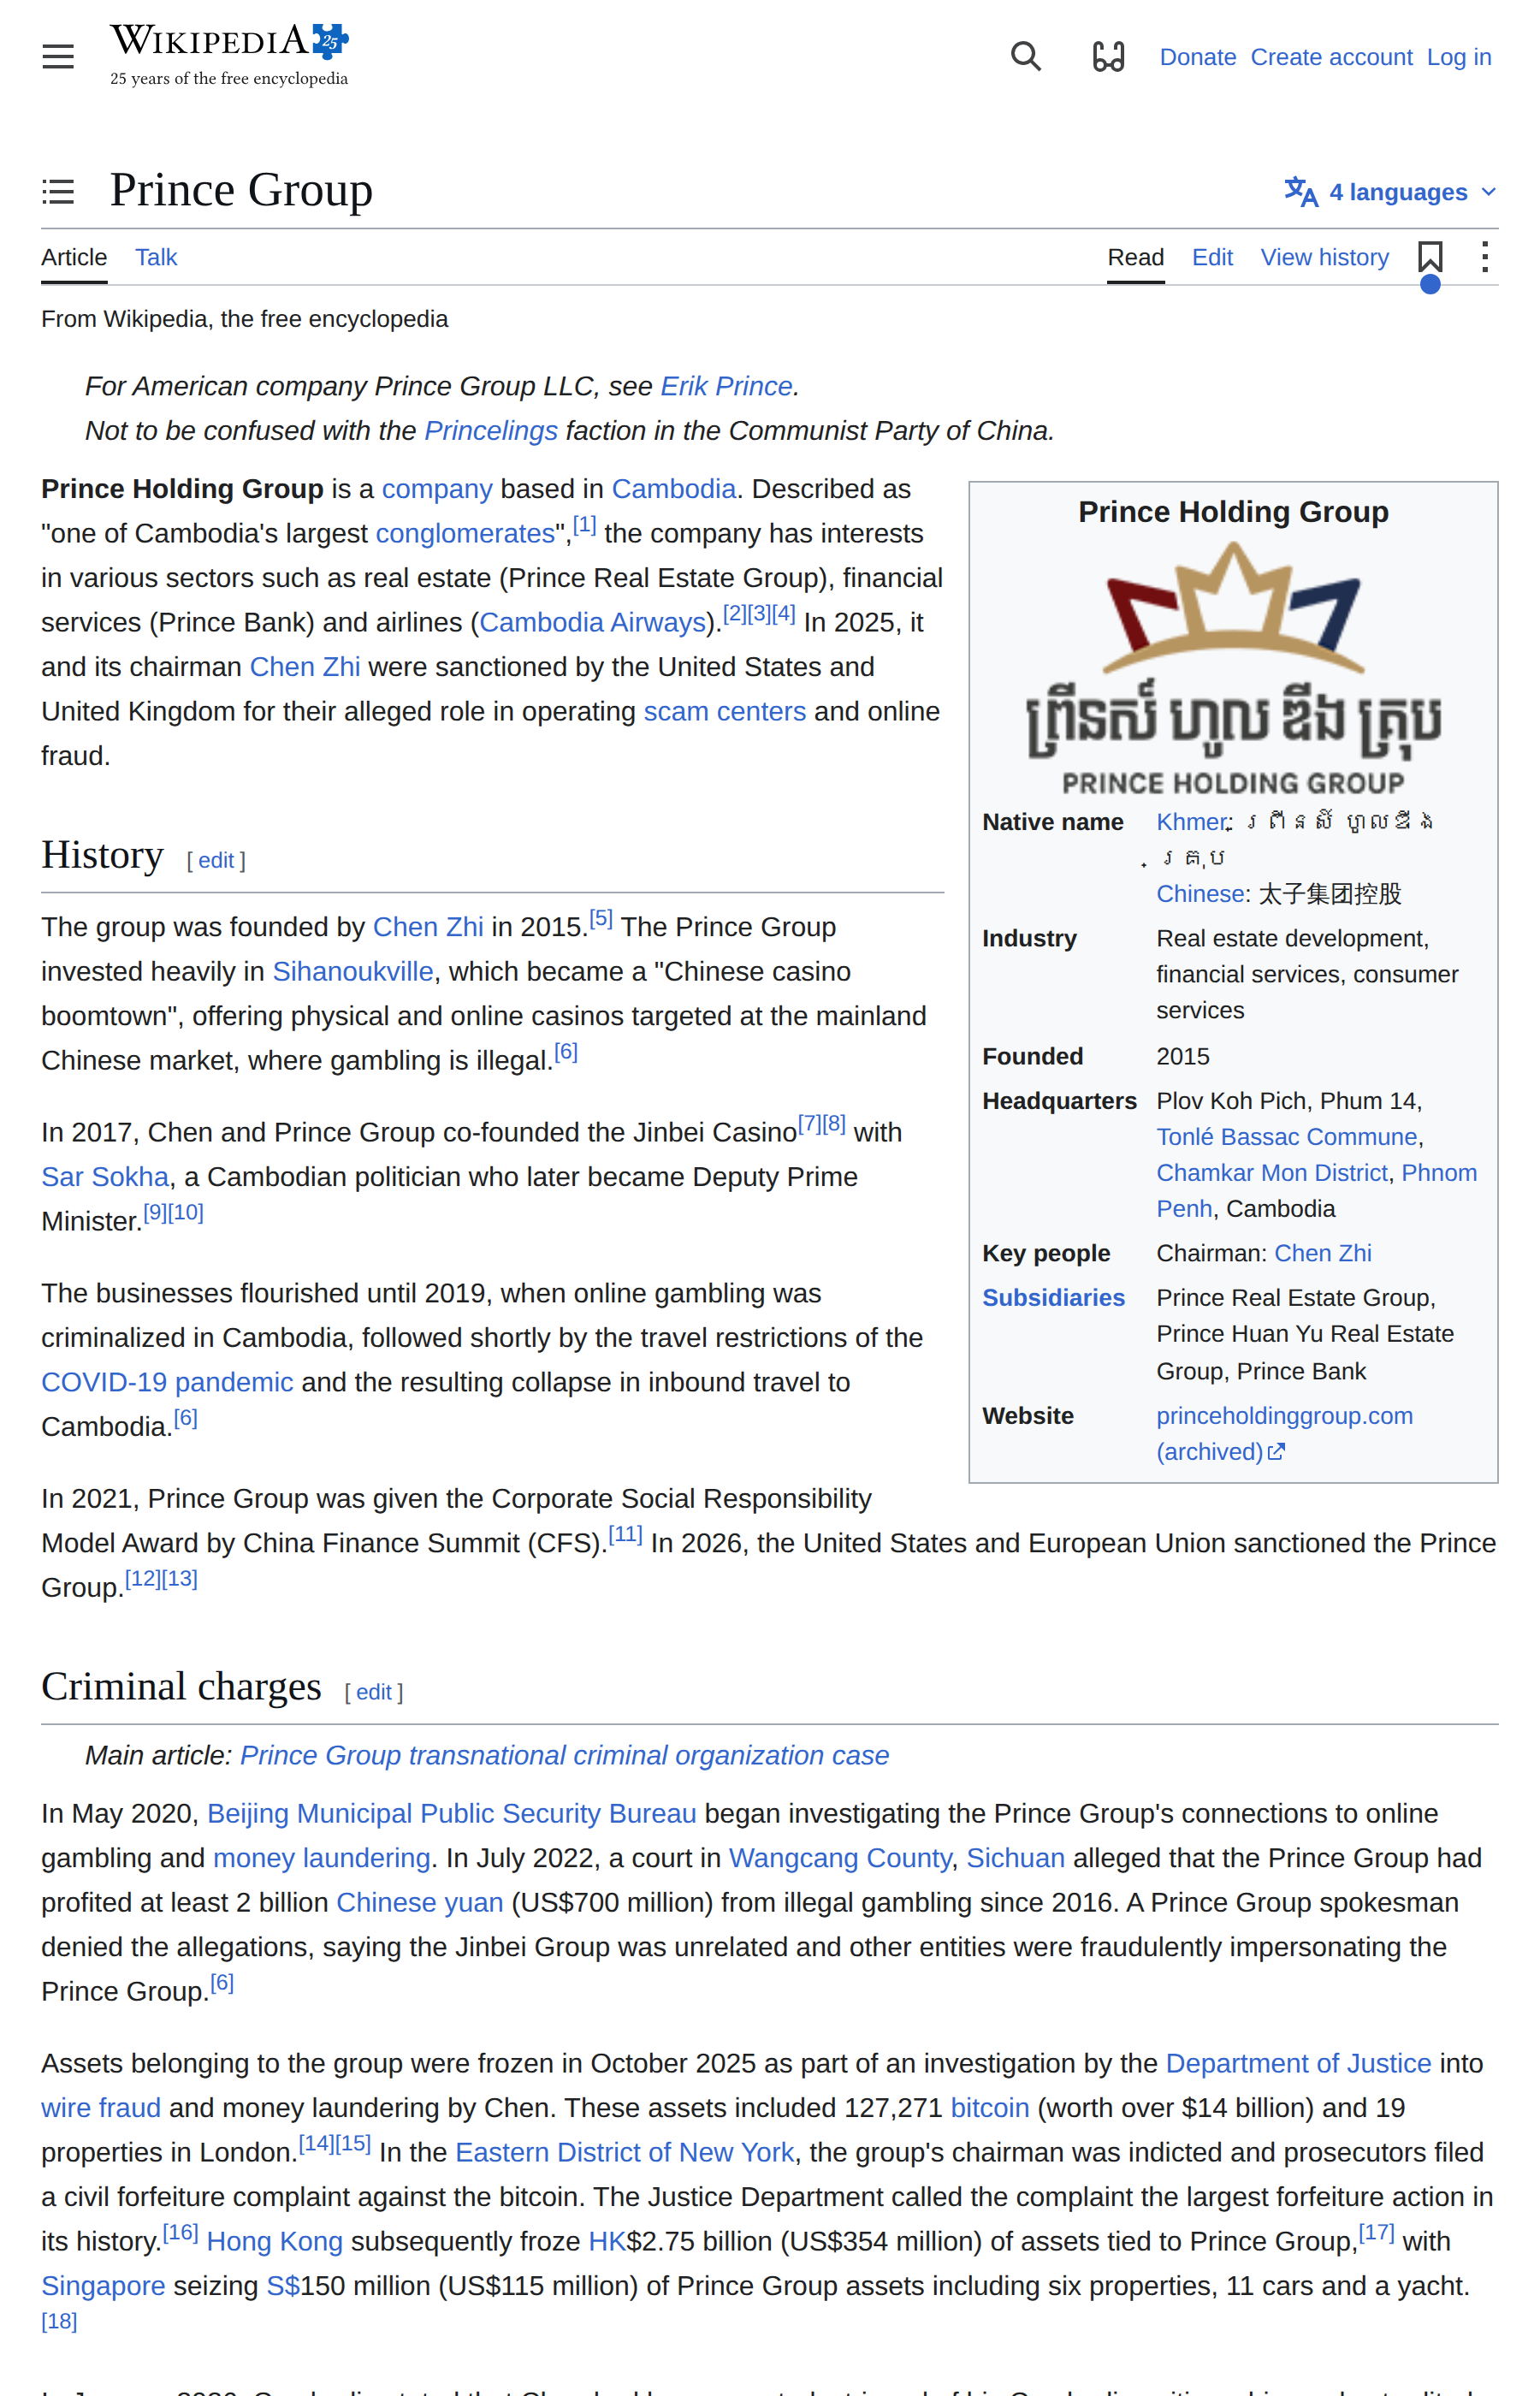 WIKIPEDIA 25
25 years of the free encyclopedia
Donate Create account Log in
Prince Group
4 languages
Article Talk
Read Edit View history
From Wikipedia, the free encyclopedia
For American company Prince Group LLC, see Erik Prince.
Not to be confused with the Princelings faction in the Communist Party of China.
Prince Holding Group is a company based in Cambodia. Described as
"one of Cambodia's largest conglomerates",[1] the company has interests
in various sectors such as real estate (Prince Real Estate Group), financial
services (Prince Bank) and airlines (Cambodia Airways).[2][3][4] In 2025, it
and its chairman Chen Zhi were sanctioned by the United States and
United Kingdom for their alleged role in operating scam centers and online
fraud.
History [ edit ]
The group was founded by Chen Zhi in 2015.[5] The Prince Group
invested heavily in Sihanoukville, which became a "Chinese casino
boomtown", offering physical and online casinos targeted at the mainland
Chinese market, where gambling is illegal.[6]
In 2017, Chen and Prince Group co-founded the Jinbei Casino[7][8] with
Sar Sokha, a Cambodian politician who later became Deputy Prime
Minister.[9][10]
The businesses flourished until 2019, when online gambling was
criminalized in Cambodia, followed shortly by the travel restrictions of the
COVID-19 pandemic and the resulting collapse in inbound travel to
Cambodia.[6]
Prince Holding Group
ព្រីនស៍ ហូលឌីង គ្រុប
PRINCE HOLDING GROUP
Native name Khmer: ព្រីនស៍ ហូលឌីង
គ្រុប
Chinese: 太子集团控股
Industry Real estate development,
financial services, consumer
services
Founded 2015
Headquarters Plov Koh Pich, Phum 14,
Tonlé Bassac Commune,
Chamkar Mon District, Phnom
Penh, Cambodia
Key people Chairman: Chen Zhi
Subsidiaries Prince Real Estate Group,
Prince Huan Yu Real Estate
Group, Prince Bank
Website princeholdinggroup.com
(archived)
In 2021, Prince Group was given the Corporate Social Responsibility
Model Award by China Finance Summit (CFS).[11] In 2026, the United States and European Union sanctioned the Prince
Group.[12][13]
Criminal charges [ edit ]
Main article: Prince Group transnational criminal organization case
In May 2020, Beijing Municipal Public Security Bureau began investigating the Prince Group's connections to online
gambling and money laundering. In July 2022, a court in Wangcang County, Sichuan alleged that the Prince Group had
profited at least 2 billion Chinese yuan (US$700 million) from illegal gambling since 2016. A Prince Group spokesman
denied the allegations, saying the Jinbei Group was unrelated and other entities were fraudulently impersonating the
Prince Group.[6]
Assets belonging to the group were frozen in October 2025 as part of an investigation by the Department of Justice into
wire fraud and money laundering by Chen. These assets included 127,271 bitcoin (worth over $14 billion) and 19
properties in London.[14][15] In the Eastern District of New York, the group's chairman was indicted and prosecutors filed
a civil forfeiture complaint against the bitcoin. The Justice Department called the complaint the largest forfeiture action in
its history.[16] Hong Kong subsequently froze HK$2.75 billion (US$354 million) of assets tied to Prince Group,[17] with
Singapore seizing S$150 million (US$115 million) of Prince Group assets including six properties, 11 cars and a yacht.
[18]